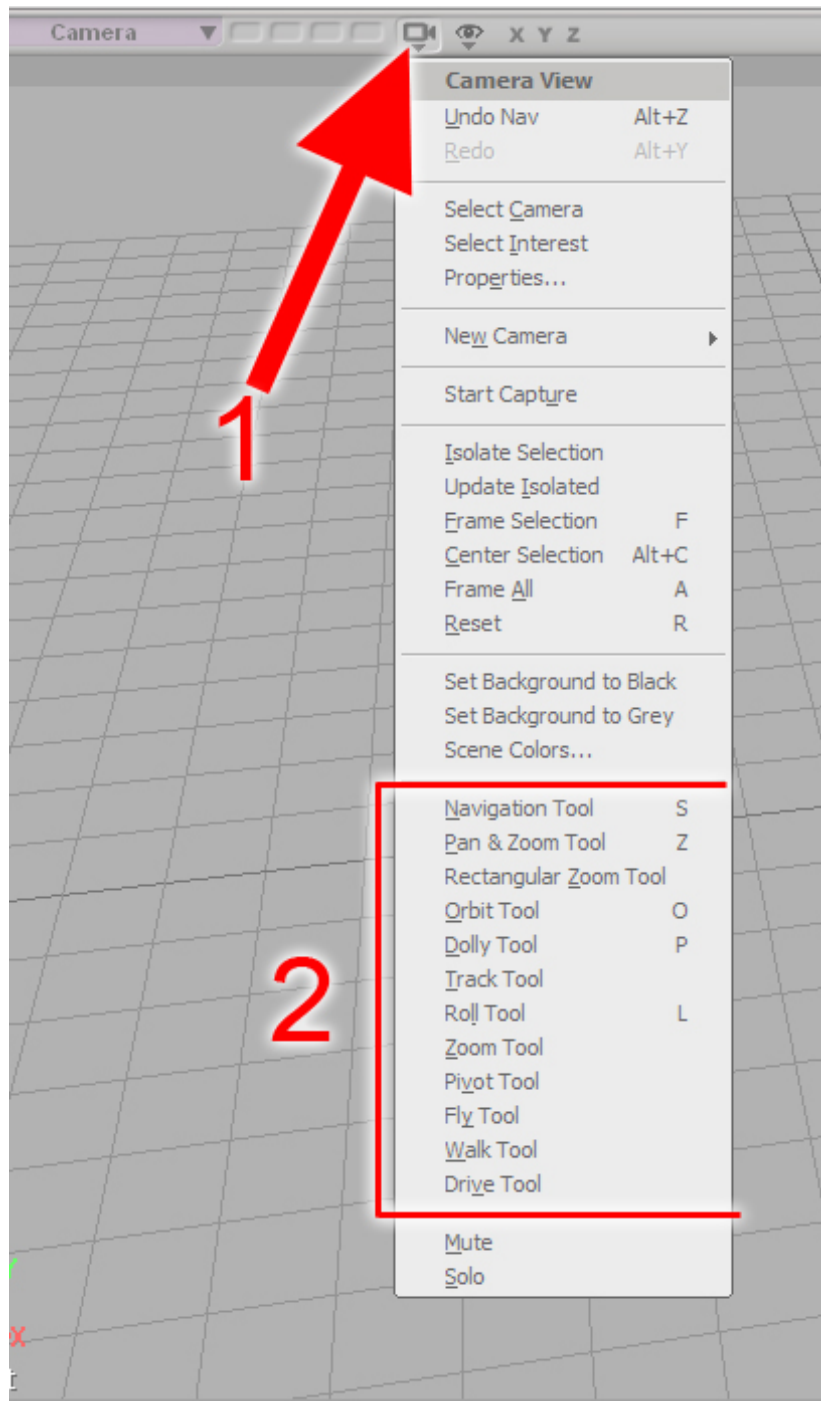 Camera X Y Z
Camera View
Undo Nav Alt+Z
Redo Alt+Y
Select Camera
Select Interest
Properties...
New Camera
Start Capture
Isolate Selection
Update Isolated
Frame Selection F
Center Selection Alt+C
Frame All A
Reset R
Set Background to Black
Set Background to Grey
Scene Colors...
Navigation Tool S
Pan & Zoom Tool Z
Rectangular Zoom Tool
Orbit Tool O
Dolly Tool P
Track Tool
Roll Tool L
Zoom Tool
Pivot Tool
Fly Tool
Walk Tool
Drive Tool
Mute
Solo
1
2
Y
X